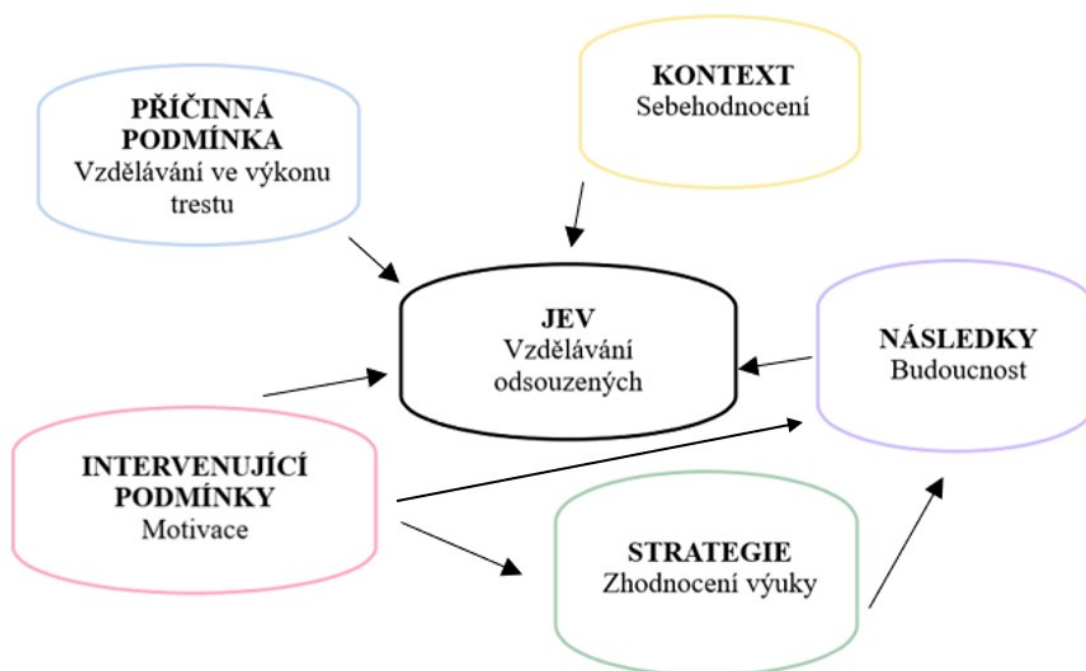 PŘÍČINNÁ
PODMÍNKA
Vzdělávání ve výkonu
trestu
KONTEXT
Sebehodnocení
JEV
Vzdělávání
odsouzených
NÁSLEDKY
Budoucnost
INTERVENUJÍCÍ
PODMÍNKY
Motivace
STRATEGIE
Zhodnocení výuky